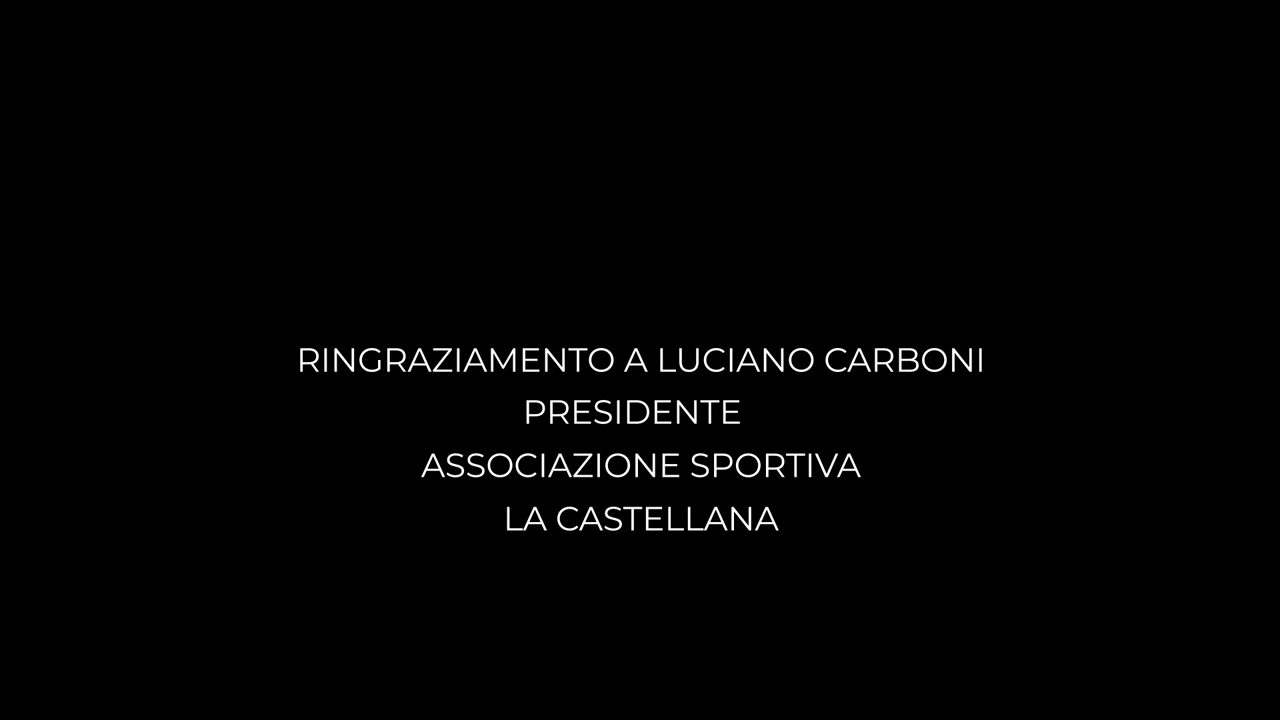 RINGRAZIAMENTO A LUCIANO CARBONI
PRESIDENTE
ASSOCIAZIONE SPORTIVA
LA CASTELLANA